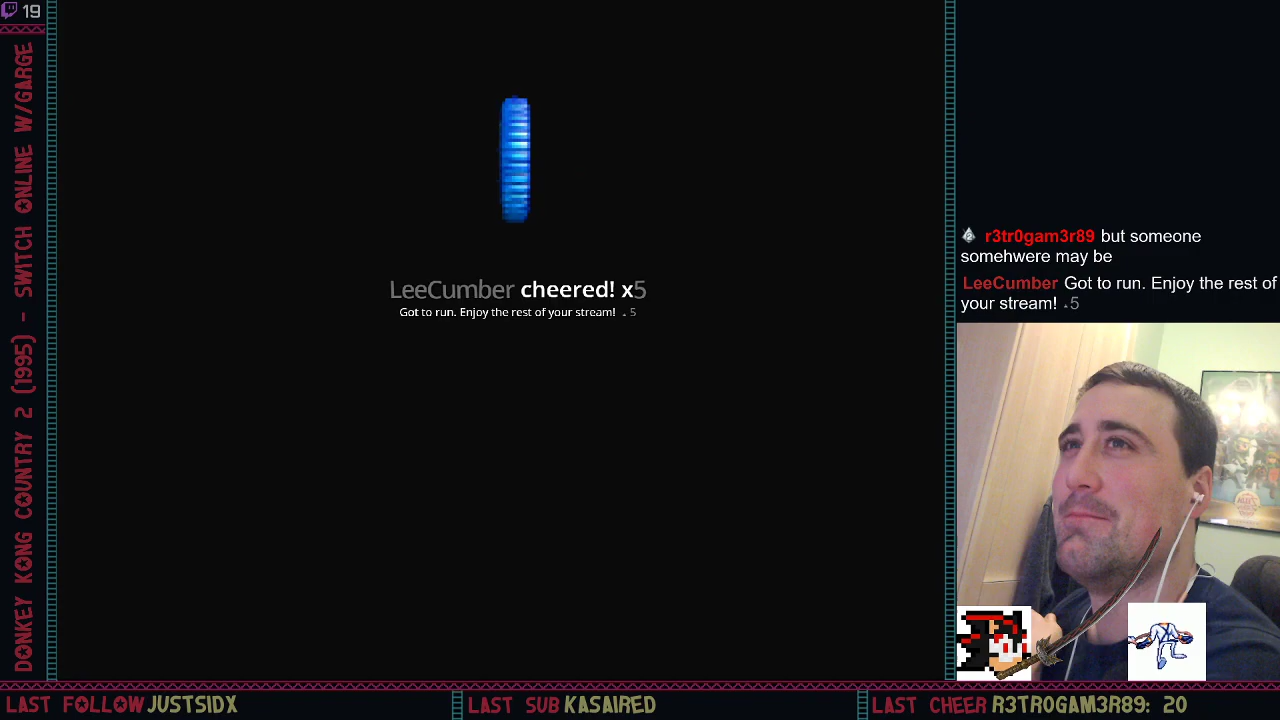 19
DONKEY KONG COUNTRY 2 (1995) - SWITCH ONLINE W/GARGE
LeeCumber cheered! x5
Got to run. Enjoy the rest of your stream! 5
r3tr0gam3r89 but someone
somehwere may be
LeeCumber Got to run. Enjoy the rest of
your stream! 5
LAST FOLLOW JUSTSIDX
LAST SUB KASAIRED
LAST CHEER R3TR0GAM3R89: 20